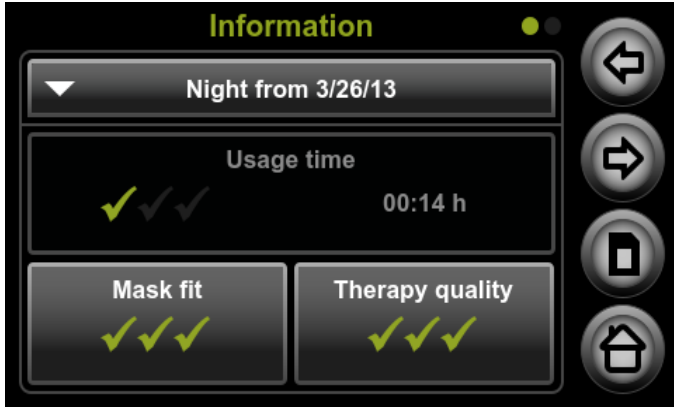 Information
Night from 3/26/13
Usage time
00:14 h
Mask fit
Therapy quality